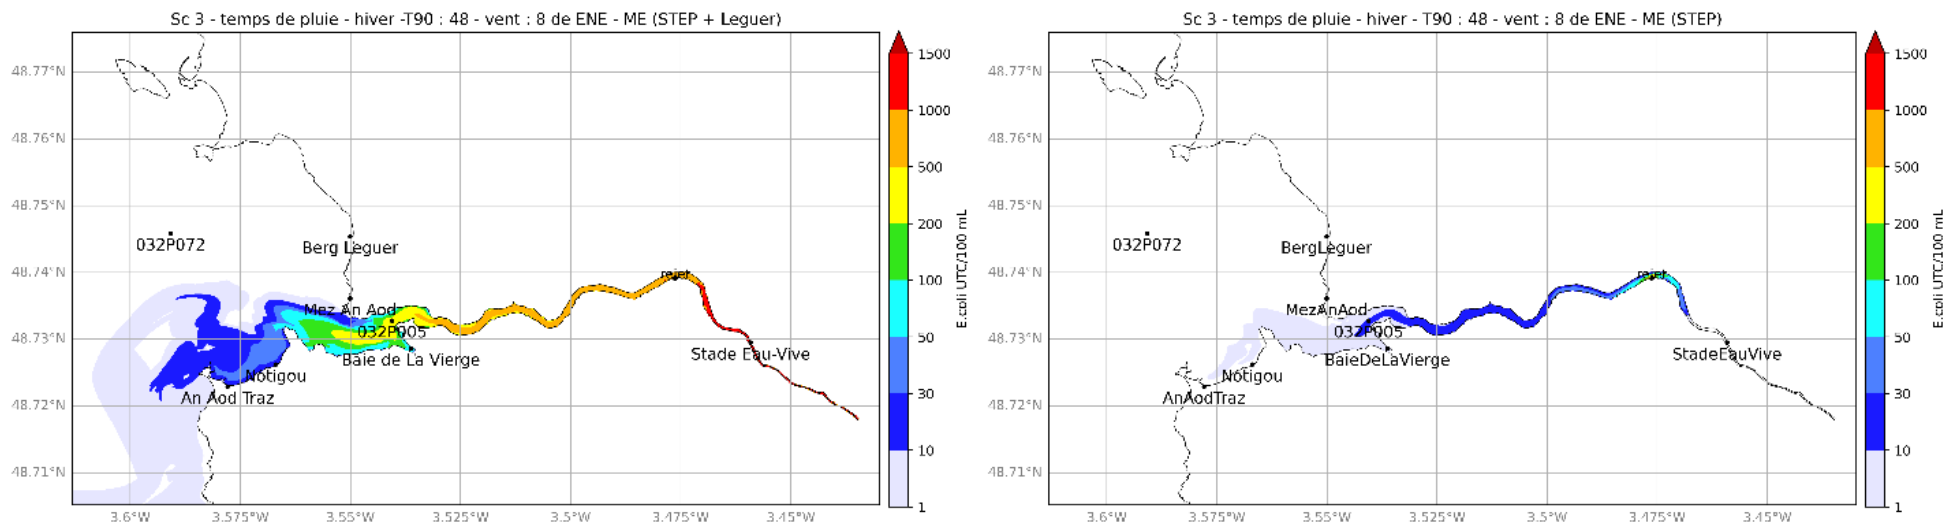 Sc 3 - temps de pluie - hiver -T90 : 48 - vent : 8 de ENE - ME (STEP + Leguer)
48.77°N
48.76°N
48.75°N
48.74°N
48.73°N
48.72°N
48.71°N
3.6°W
3.575°W
3.55°W
3.525°W
3.5°W
3.475°W
3.45°W
032P072
Berg Leguer
rejet
Mez An Aod
032P005
Baie de La Vierge
Stade Eau-Vive
Notigou
An Aod Traz
1500
1000
500
200
100
50
30
10
1
E.coli UTC/100 mL
Sc 3 - temps de pluie - hiver - T90 : 48 - vent : 8 de ENE - ME (STEP)
48.77°N
48.76°N
48.75°N
48.74°N
48.73°N
48.72°N
48.71°N
3.6°W
3.575°W
3.55°W
3.525°W
3.5°W
3.475°W
3.45°W
032P072
BergLeguer
rejet
MezAnAod
032P005
BaieDeLaVierge
StadeEauVive
Notigou
AnAodTraz
1500
1000
500
200
100
50
30
10
1
E.coli UTC/100 mL